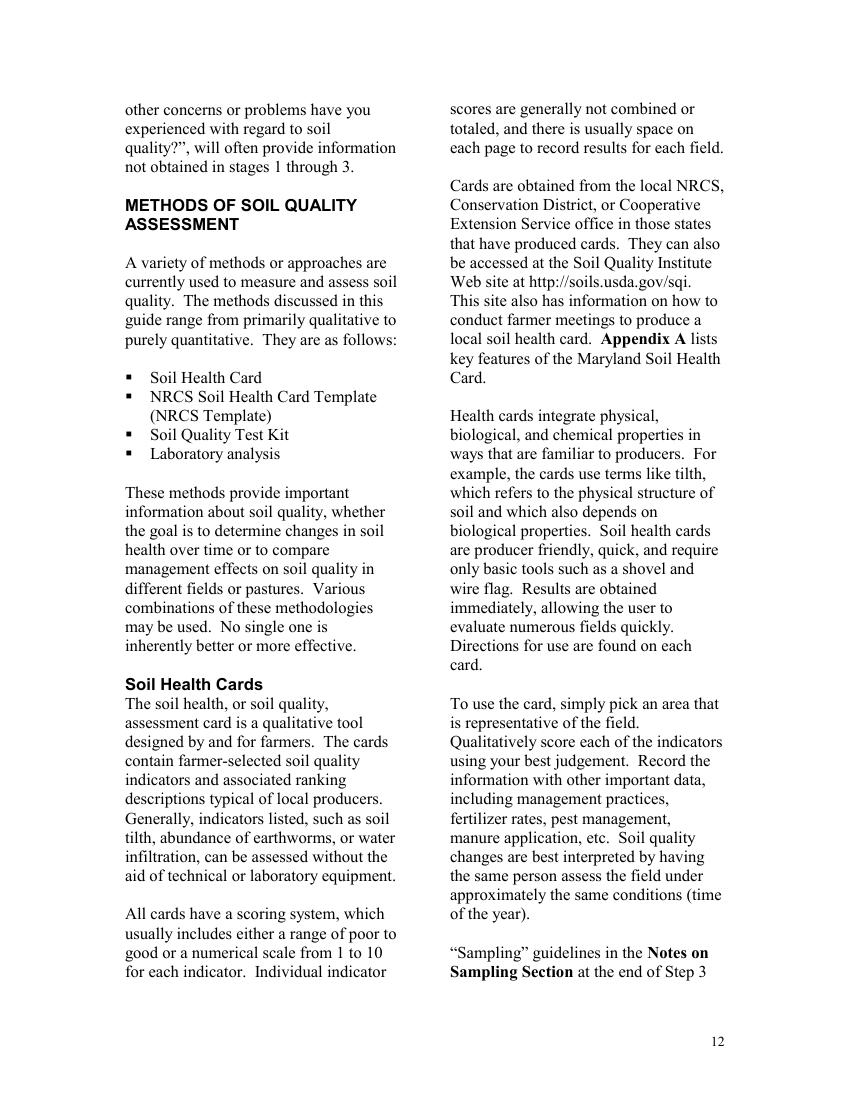 other concerns or problems have you
experienced with regard to soil
quality?”, will often provide information
not obtained in stages 1 through 3.
METHODS OF SOIL QUALITY
ASSESSMENT
A variety of methods or approaches are
currently used to measure and assess soil
quality.  The methods discussed in this
guide range from primarily qualitative to
purely quantitative.  They are as follows:
▪ Soil Health Card
▪ NRCS Soil Health Card Template
(NRCS Template)
▪ Soil Quality Test Kit
▪ Laboratory analysis
These methods provide important
information about soil quality, whether
the goal is to determine changes in soil
health over time or to compare
management effects on soil quality in
different fields or pastures.  Various
combinations of these methodologies
may be used.  No single one is
inherently better or more effective.
Soil Health Cards
The soil health, or soil quality,
assessment card is a qualitative tool
designed by and for farmers.  The cards
contain farmer-selected soil quality
indicators and associated ranking
descriptions typical of local producers.
Generally, indicators listed, such as soil
tilth, abundance of earthworms, or water
infiltration, can be assessed without the
aid of technical or laboratory equipment.
All cards have a scoring system, which
usually includes either a range of poor to
good or a numerical scale from 1 to 10
for each indicator.  Individual indicator
scores are generally not combined or
totaled, and there is usually space on
each page to record results for each field.
Cards are obtained from the local NRCS,
Conservation District, or Cooperative
Extension Service office in those states
that have produced cards.  They can also
be accessed at the Soil Quality Institute
Web site at http://soils.usda.gov/sqi.
This site also has information on how to
conduct farmer meetings to produce a
local soil health card.  Appendix A lists
key features of the Maryland Soil Health
Card.
Health cards integrate physical,
biological, and chemical properties in
ways that are familiar to producers.  For
example, the cards use terms like tilth,
which refers to the physical structure of
soil and which also depends on
biological properties.  Soil health cards
are producer friendly, quick, and require
only basic tools such as a shovel and
wire flag.  Results are obtained
immediately, allowing the user to
evaluate numerous fields quickly.
Directions for use are found on each
card.
To use the card, simply pick an area that
is representative of the field.
Qualitatively score each of the indicators
using your best judgement.  Record the
information with other important data,
including management practices,
fertilizer rates, pest management,
manure application, etc.  Soil quality
changes are best interpreted by having
the same person assess the field under
approximately the same conditions (time
of the year).
“Sampling” guidelines in the Notes on
Sampling Section at the end of Step 3
12